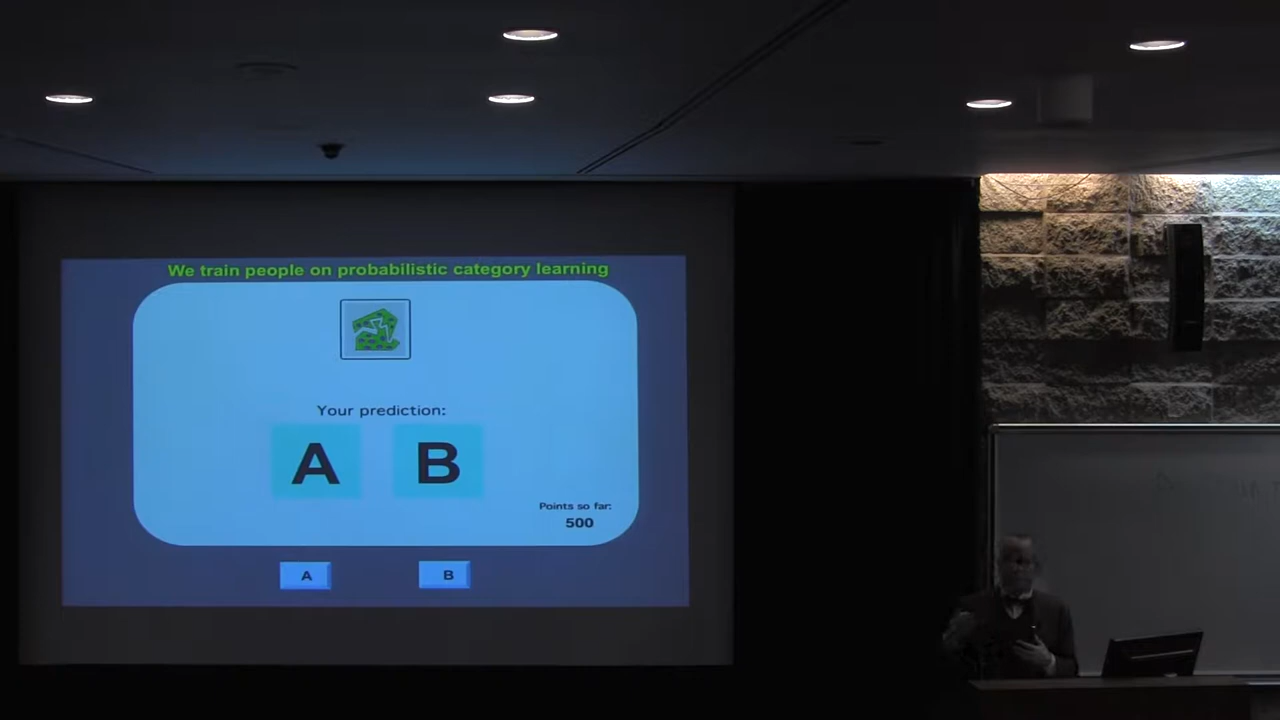 We train people on probabilistic category learning
Your prediction:
A B
Points so far:
500
A B